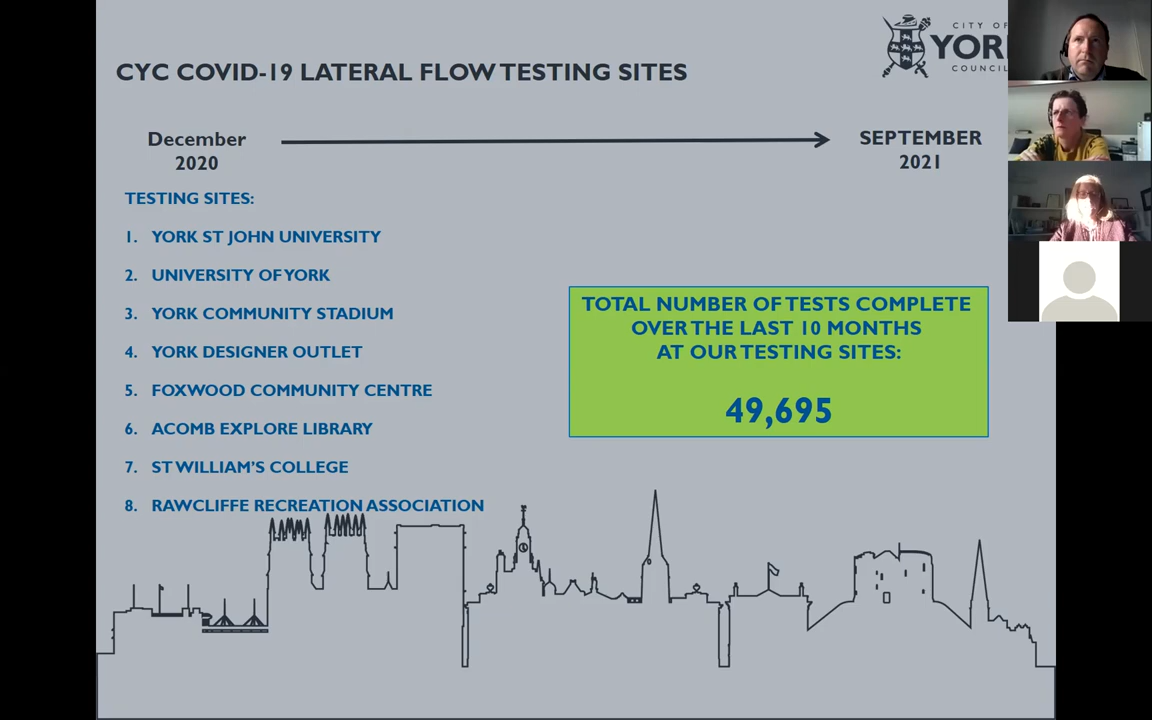 CITY OF
YOR
COUNCIL
CYC COVID-19 LATERAL FLOW TESTING SITES
December
2020
SEPTEMBER
2021
TESTING SITES:
1. YORK ST JOHN UNIVERSITY
2. UNIVERSITY OF YORK
3. YORK COMMUNITY STADIUM
4. YORK DESIGNER OUTLET
5. FOXWOOD COMMUNITY CENTRE
6. ACOMB EXPLORE LIBRARY
7. ST WILLIAM'S COLLEGE
8. RAWCLIFFE RECREATION ASSOCIATION
TOTAL NUMBER OF TESTS COMPLETE
OVER THE LAST 10 MONTHS
AT OUR TESTING SITES:
49,695